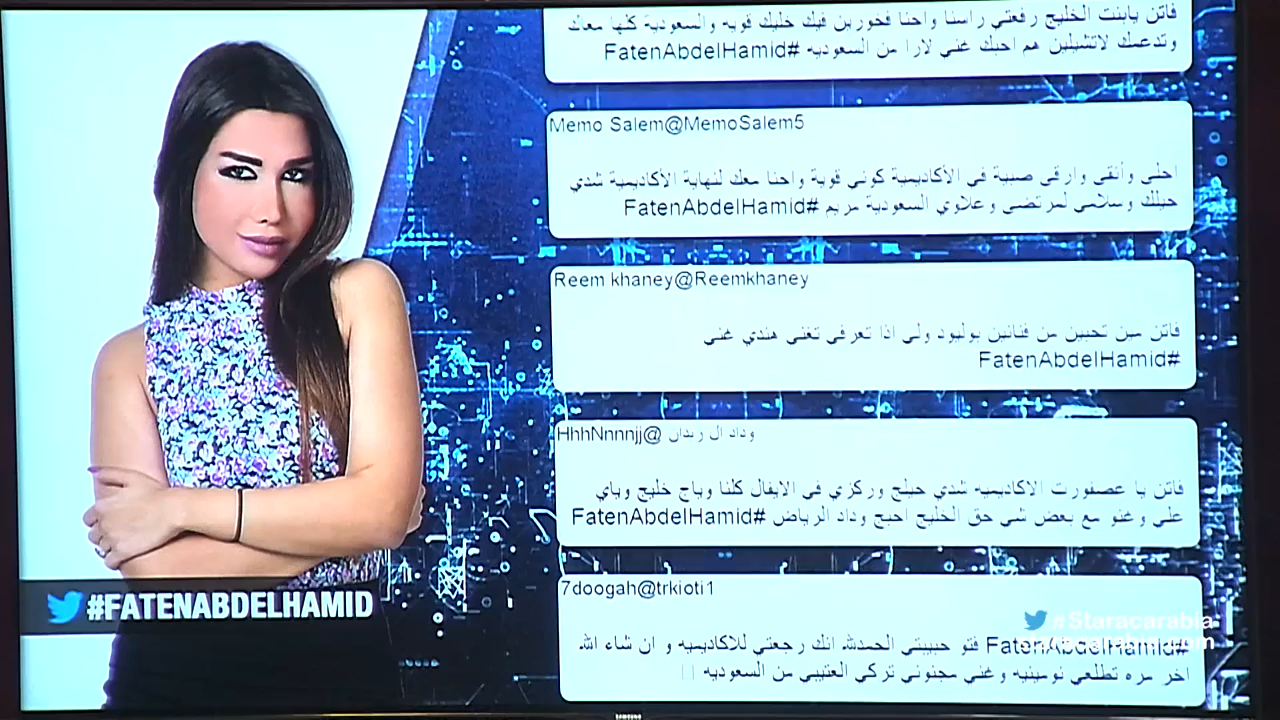 فاتن يابنت الخليج رفعتي راسنا واحنا فخورين فيك خليك قويه والسعودية كلها معاك
وتدعمك لاتشيلين هم احبك غني لارا من السعوديه #FatenAbdelHamid
Memo Salem@MemoSalem5
احلى وأنقى وارقى صبية في الأكاديمية كوني قوية واحنا معك لنهاية الأكاديمية شدي
حيلك وسلامي لمرتضى وعلاوي السعودية مريم #FatenAbdelHamid
Reem khaney@Reemkhaney
فاتن مين تحبين من فنانين بوليود ولي اذا تعرفي تغني هندي غني
#FatenAbdelHamid
وداد ال @HhhNnnnjj
فاتن يا عصفورت الاكاديميه شدي حيلج وركزي في الايفال كلنا وياج خليج وياي
علي وغنو مع بعض شي حق الخليج احبج وداد الرياض #FatenAbdelHamid
7doogah@trkioti1
#FatenAbdelHamid فتو حبيبتي الحمدلله انك رجعتي للاكاديميه و ان شاء الله
اخر مره تطلعي نومينيه وغني مجنوني تركي العتيبي من السعوديه
#FATENABDELHAMID
#Staracarabia
staracarabia.com
SAMSUNG